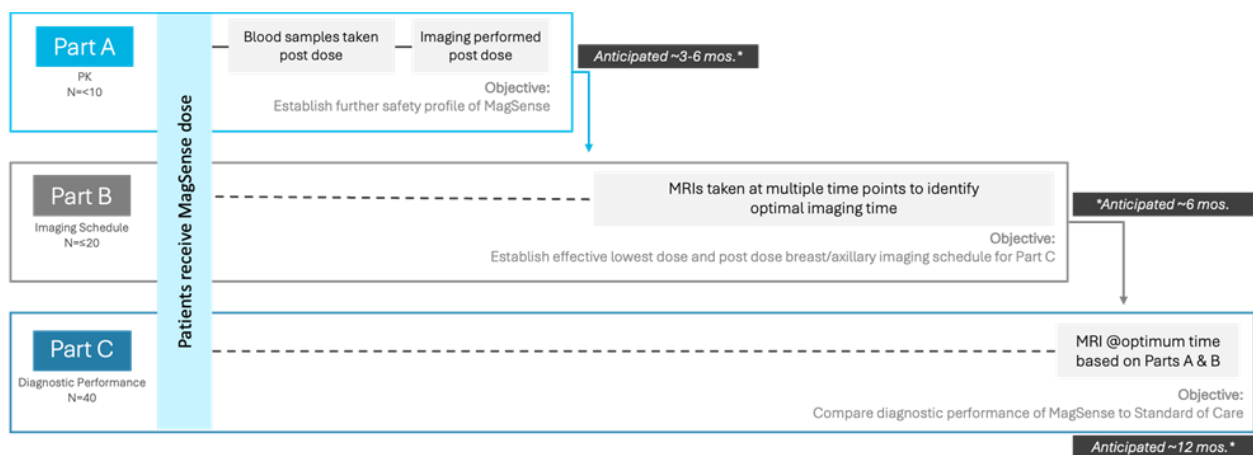 Part A
PK
N=<10
Patients receive MagSense dose
Blood samples taken
post dose
Imaging performed
post dose
Anticipated ~3-6 mos.*
Objective:
Establish further safety profile of MagSense
Part B
Imaging Schedule
N=≤20
MRIs taken at multiple time points to identify
optimal imaging time
*Anticipated ~6 mos.
Objective:
Establish effective lowest dose and post dose breast/axillary imaging schedule for Part C
Part C
Diagnostic Performance
N=40
MRI @optimum time
based on Parts A & B
Objective:
Compare diagnostic performance of MagSense to Standard of Care
Anticipated ~12 mos.*